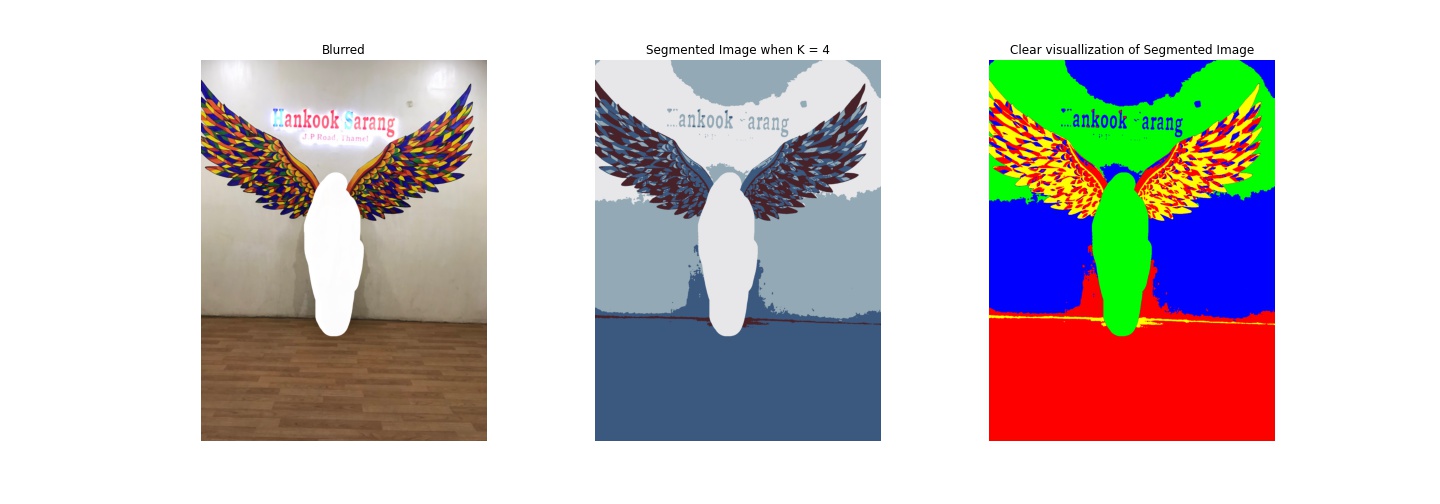 Blurred
Hankook Sarang
J.P Road, Thamel
Segmented Image when K = 4
ankook arang
Clear visuallization of Segmented Image
ankook arang